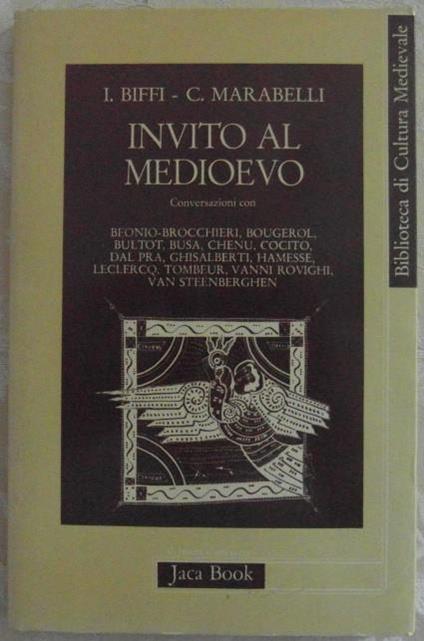 I. BIFFI - C. MARABELLI
INVITO AL
MEDIOEVO
Conversazioni con
BEONIO-BROCCHIERI, BOUGEROL,
BULTOT, BUSA, CHENU, COCITO,
DAL PRA, GHISALBERTI, HAMESSE,
LECLERCQ, TOMBEUR, VANNI ROVIGHI,
VAN STEENBERGHEN
Jaca Book
Biblioteca di Cultura Medievale